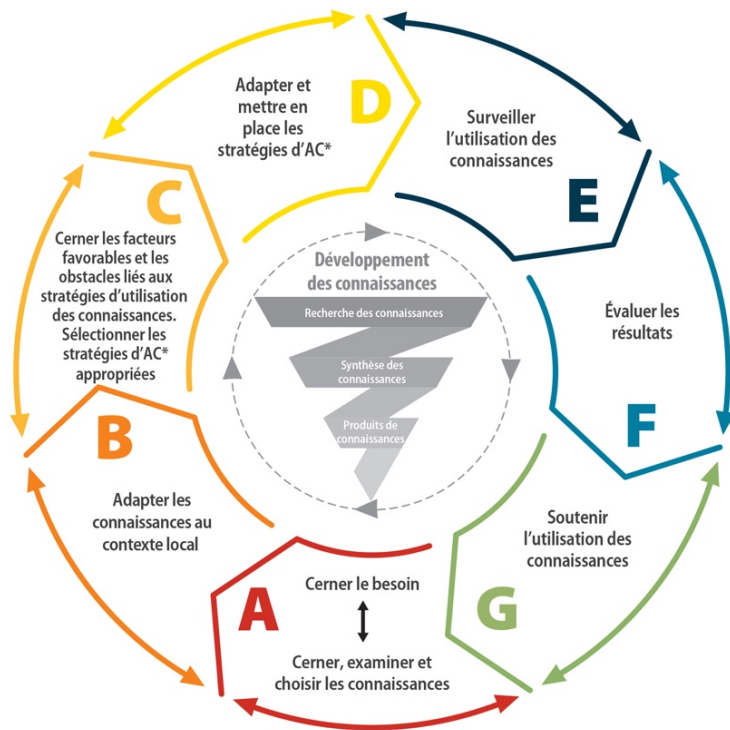 D
Adapter et
mettre en
place les
stratégies d'AC*
Surveiller
l'utilisation des
connaissances
E
C
Cerner les facteurs
favorables et les
obstacles liés aux
stratégies d'utilisation
des connaissances.
Sélectionner les
stratégies d'AC*
appropriées
Développement
des connaissances
Recherche des connaissances
Synthèse des
connaissances
Produits de
connaissances
Évaluer les
résultats
F
B
Adapter les
connaissances au
contexte local
Soutenir
l'utilisation des
connaissances
G
A
Cerner le besoin
Cerner, examiner et
choisir les connaissances